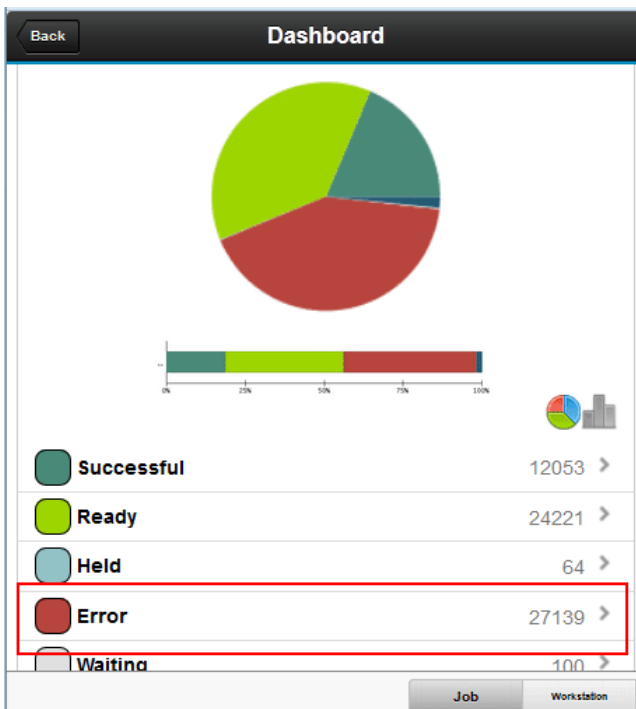 Back Dashboard
0% 25% 50% 75% 100%
Successful 12053
Ready 24221
Held 64
Error 27139
Waiting 100
Job Workstation